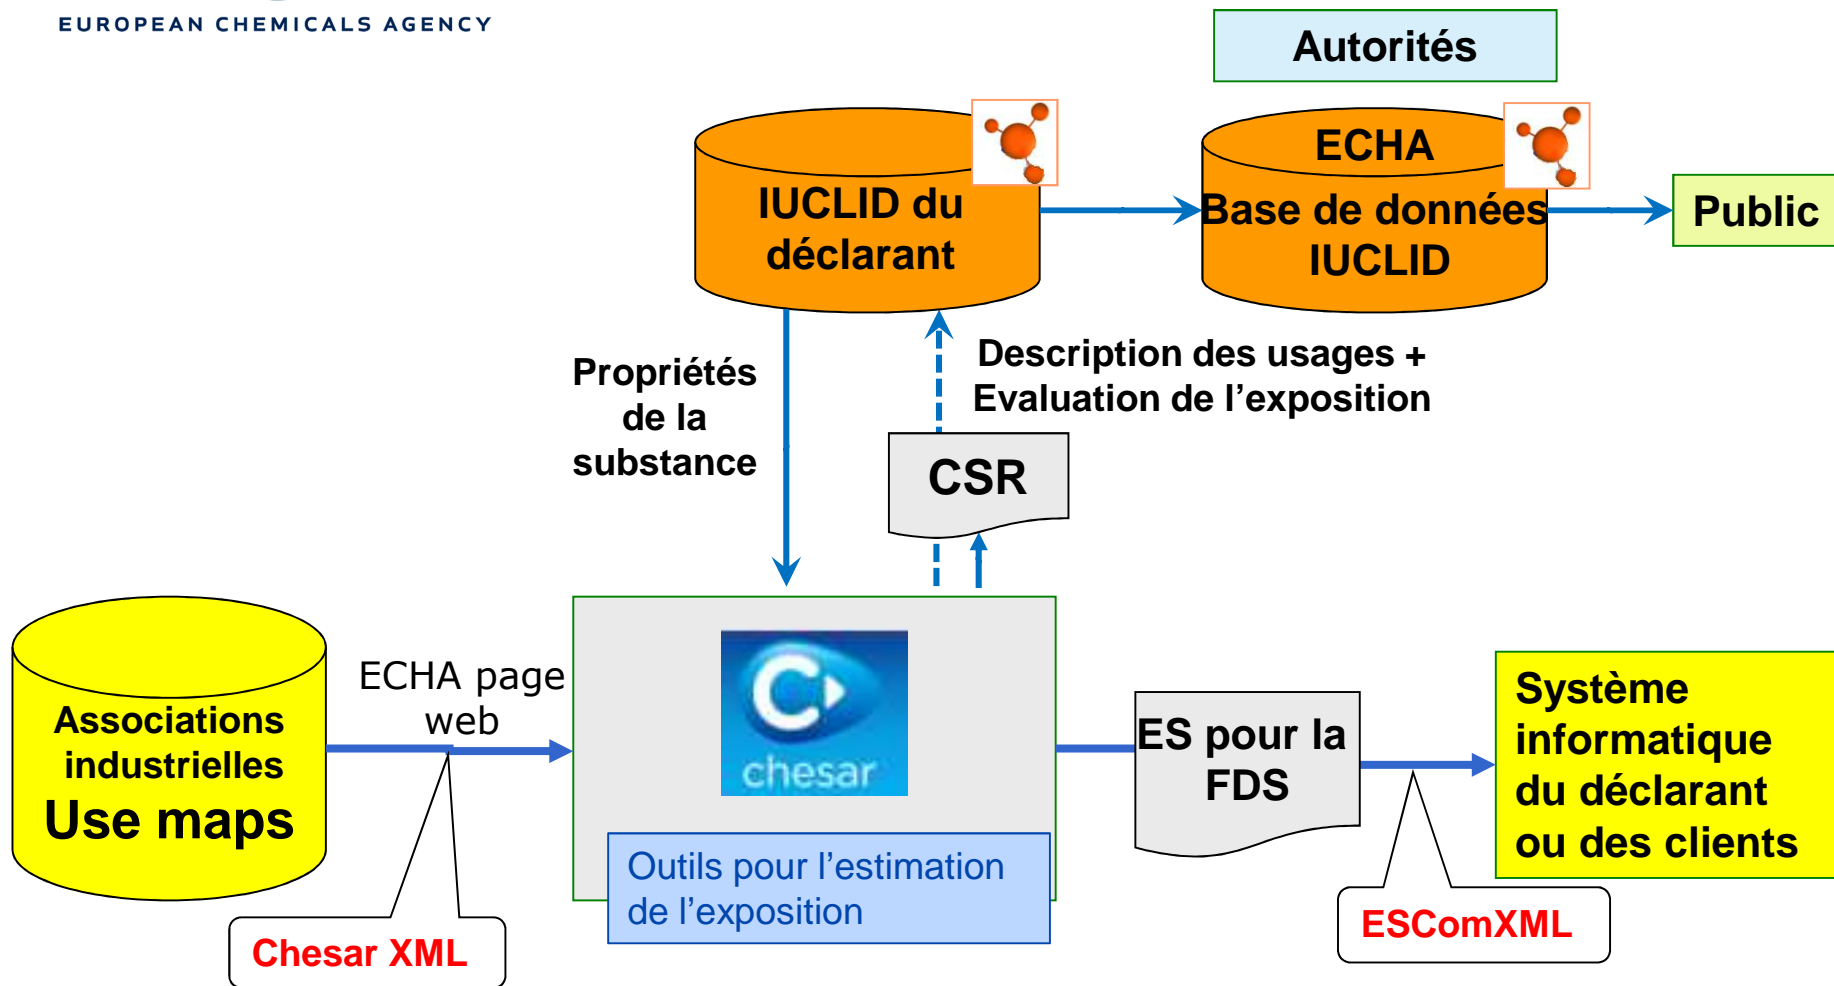 EUROPEAN CHEMICALS AGENCY
Autorités
IUCLID du
déclarant
ECHA
Base de données
IUCLID
Public
Propriétés
de la
substance
Description des usages +
Evaluation de l’exposition
CSR
Associations
industrielles
Use maps
ECHA page
web
Chesar XML
chesar
Outils pour l’estimation
de l’exposition
ES pour la
FDS
ESComXML
Système
informatique
du déclarant
ou des clients